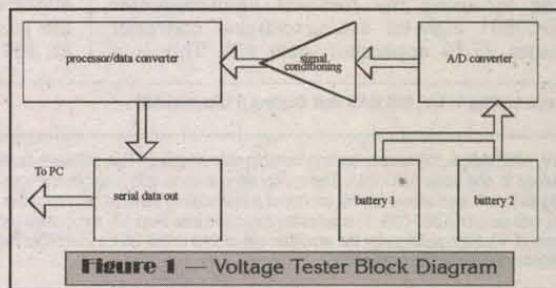 processor/data converter
signal
conditioning
A/D converter
To PC
serial data out
battery 1
battery 2
Figure 1 — Voltage Tester Block Diagram